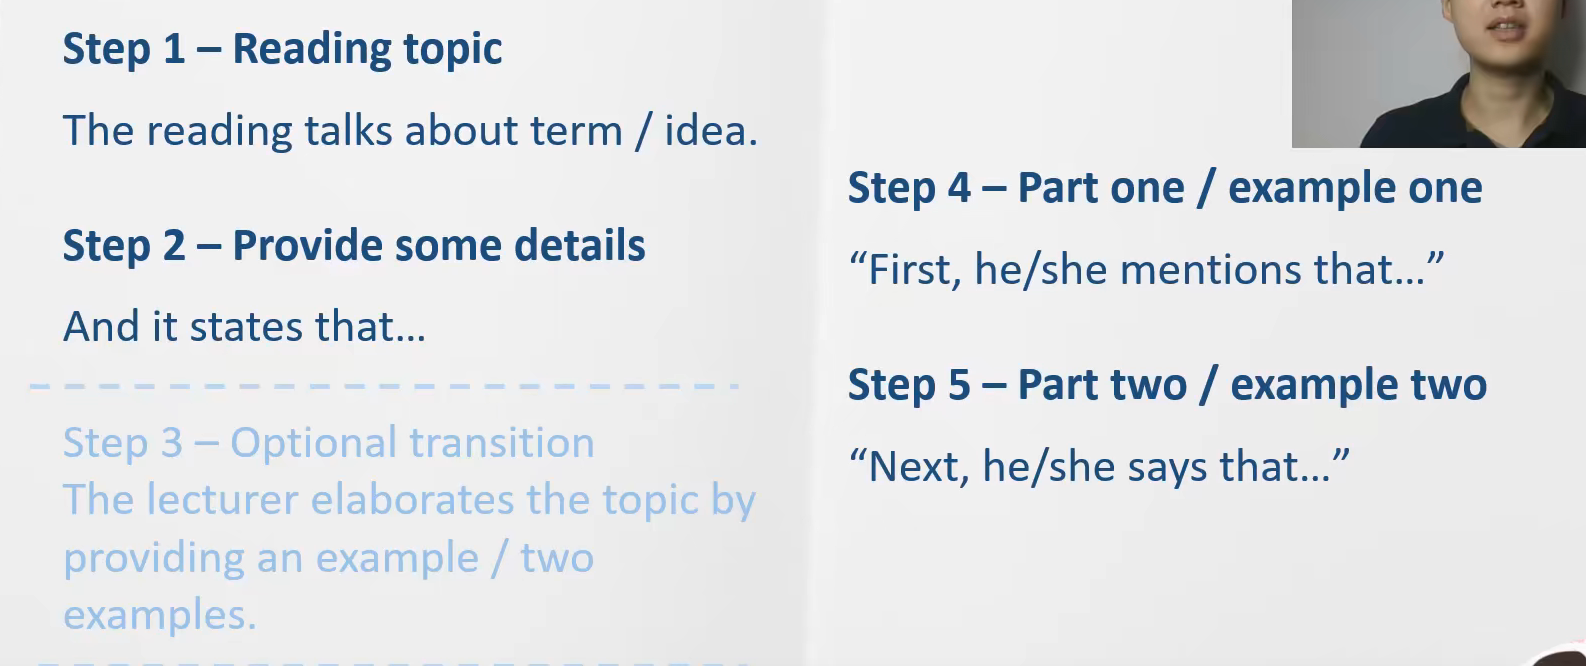 Step 1 – Reading topic
The reading talks about term / idea.
Step 2 – Provide some details
And it states that...
Step 3 – Optional transition
The lecturer elaborates the topic by
providing an example / two
examples.
Step 4 – Part one / example one
“First, he/she mentions that...”
Step 5 – Part two / example two
“Next, he/she says that...”